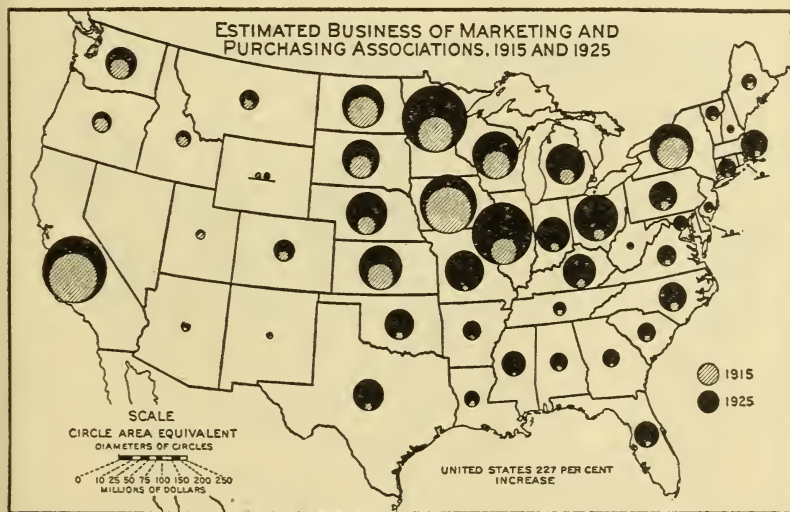 ESTIMATED BUSINESS OF MARKETING AND
PURCHASING ASSOCIATIONS, 1915 AND 1925
1915
1925
SCALE
CIRCLE AREA EQUIVALENT
DIAMETERS OF CIRCLES
0 10 25 50 75 100 150 200 250
MILLIONS OF DOLLARS
UNITED STATES 227 PER CENT
INCREASE